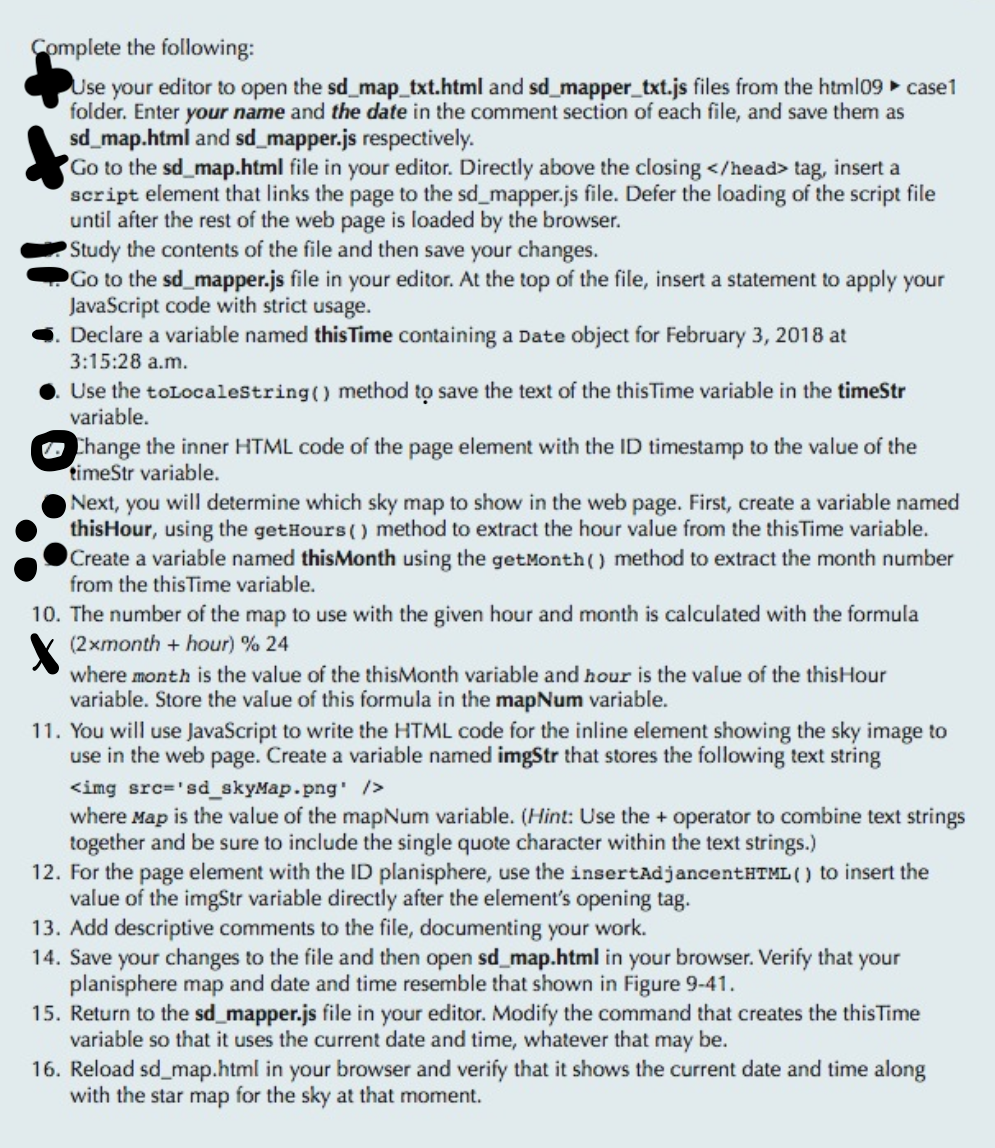 Complete the following:
Use your editor to open the sd_map_txt.html and sd_mapper_txt.js files from the html09 ▶ case1
folder. Enter your name and the date in the comment section of each file, and save them as
sd_map.html and sd_mapper.js respectively.
Go to the sd_map.html file in your editor. Directly above the closing </head> tag, insert a
script element that links the page to the sd_mapper.js file. Defer the loading of the script file
until after the rest of the web page is loaded by the browser.
Study the contents of the file and then save your changes.
Go to the sd_mapper.js file in your editor. At the top of the file, insert a statement to apply your
JavaScript code with strict usage.
Declare a variable named thisTime containing a Date object for February 3, 2018 at
3:15:28 a.m.
Use the toLocaleString() method to save the text of the thisTime variable in the timeStr
variable.
7. Change the inner HTML code of the page element with the ID timestamp to the value of the
timeStr variable.
Next, you will determine which sky map to show in the web page. First, create a variable named
thisHour, using the getHours() method to extract the hour value from the thisTime variable.
Create a variable named thisMonth using the getMonth() method to extract the month number
from the thisTime variable.
10. The number of the map to use with the given hour and month is calculated with the formula
(2×month + hour) % 24
where month is the value of the thisMonth variable and hour is the value of the thisHour
variable. Store the value of this formula in the mapNum variable.
11. You will use JavaScript to write the HTML code for the inline element showing the sky image to
use in the web page. Create a variable named imgStr that stores the following text string
<img src='sd_skyMap.png' />
where Map is the value of the mapNum variable. (Hint: Use the + operator to combine text strings
together and be sure to include the single quote character within the text strings.)
12. For the page element with the ID planisphere, use the insertAdjancentHTML() to insert the
value of the imgStr variable directly after the element's opening tag.
13. Add descriptive comments to the file, documenting your work.
14. Save your changes to the file and then open sd_map.html in your browser. Verify that your
planisphere map and date and time resemble that shown in Figure 9-41.
15. Return to the sd_mapper.js file in your editor. Modify the command that creates the thisTime
variable so that it uses the current date and time, whatever that may be.
16. Reload sd_map.html in your browser and verify that it shows the current date and time along
with the star map for the sky at that moment.